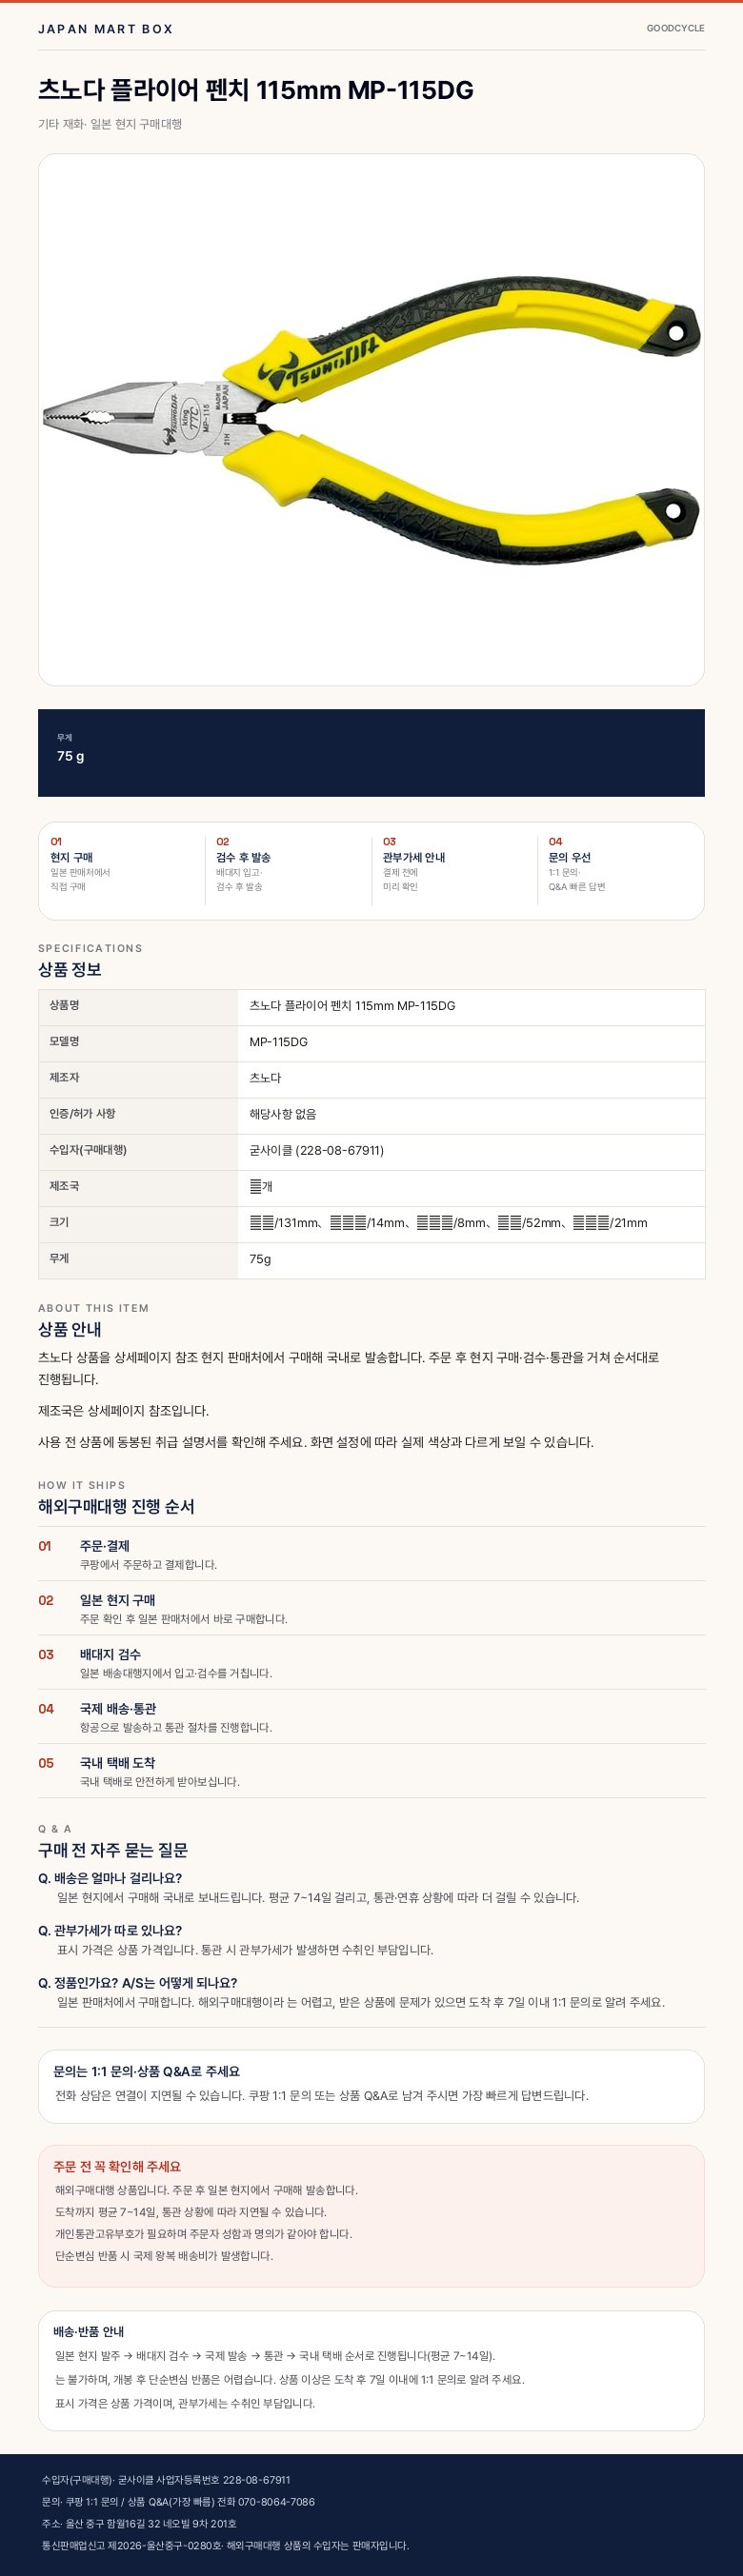 JAPAN MART BOX
GOODCYCLE
츠노다 플라이어 펜치 115mm MP-115DG
기타 재화· 일본 현지 구매대행
TSUNODA
TSUNODA
king
TTC
MP-115
MADE IN
JAPAN
21H
무게
75 g
01
현지 구매
일본 판매처에서
직접 구매
02
검수 후 발송
배대지 입고·
검수 후 발송
03
관부가세 안내
결제 전에
미리 확인
04
문의 우선
1:1 문의·
Q&A 빠른 답변
SPECIFICATIONS
상품 정보
상품명 츠노다 플라이어 펜치 115mm MP-115DG
모델명 MP-115DG
제조자 츠노다
인증/허가 사항 해당사항 없음
수입자(구매대행) 굳사이클 (228-08-67911)
제조국 개
크기 /131mm、/14mm、/8mm、/52mm、/21mm
무게 75g
ABOUT THIS ITEM
상품 안내
츠노다 상품을 상세페이지 참조 현지 판매처에서 구매해 국내로 발송합니다. 주문 후 현지 구매·검수·통관을 거쳐 순서대로
진행됩니다.
제조국은 상세페이지 참조입니다.
사용 전 상품에 동봉된 취급 설명서를 확인해 주세요. 화면 설정에 따라 실제 색상과 다르게 보일 수 있습니다.
HOW IT SHIPS
해외구매대행 진행 순서
01 주문·결제
쿠팡에서 주문하고 결제합니다.
02 일본 현지 구매
주문 확인 후 일본 판매처에서 바로 구매합니다.
03 배대지 검수
일본 배송대행지에서 입고·검수를 거칩니다.
04 국제 배송·통관
항공으로 발송하고 통관 절차를 진행합니다.
05 국내 택배 도착
국내 택배로 안전하게 받아보십니다.
Q & A
구매 전 자주 묻는 질문
Q. 배송은 얼마나 걸리나요?
일본 현지에서 구매해 국내로 보내드립니다. 평균 7~14일 걸리고, 통관·연휴 상황에 따라 더 걸릴 수 있습니다.
Q. 관부가세가 따로 있나요?
표시 가격은 상품 가격입니다. 통관 시 관부가세가 발생하면 수취인 부담입니다.
Q. 정품인가요? A/S는 어떻게 되나요?
일본 판매처에서 구매합니다. 해외구매대행이라 는 어렵고, 받은 상품에 문제가 있으면 도착 후 7일 이내 1:1 문의로 알려 주세요.
문의는 1:1 문의·상품 Q&A로 주세요
전화 상담은 연결이 지연될 수 있습니다. 쿠팡 1:1 문의 또는 상품 Q&A로 남겨 주시면 가장 빠르게 답변드립니다.
주문 전 꼭 확인해 주세요
해외구매대행 상품입니다. 주문 후 일본 현지에서 구매해 발송합니다.
도착까지 평균 7~14일, 통관 상황에 따라 지연될 수 있습니다.
개인통관고유부호가 필요하며 주문자 성함과 명의가 같아야 합니다.
단순변심 반품 시 국제 왕복 배송비가 발생합니다.
배송·반품 안내
일본 현지 발주 → 배대지 검수 → 국제 발송 → 통관 → 국내 택배 순서로 진행됩니다(평균 7~14일).
는 불가하며, 개봉 후 단순변심 반품은 어렵습니다. 상품 이상은 도착 후 7일 이내에 1:1 문의로 알려 주세요.
표시 가격은 상품 가격이며, 관부가세는 수취인 부담입니다.
수입자(구매대행)· 굳사이클 사업자등록번호 228-08-67911
문의· 쿠팡 1:1 문의 / 상품 Q&A(가장 빠름) 전화 070-8064-7086
주소· 울산 중구 함월16길 32 네오빌 9차 201호
통신판매업신고 제2026-울산중구-0280호· 해외구매대행 상품의 수입자는 판매자입니다.